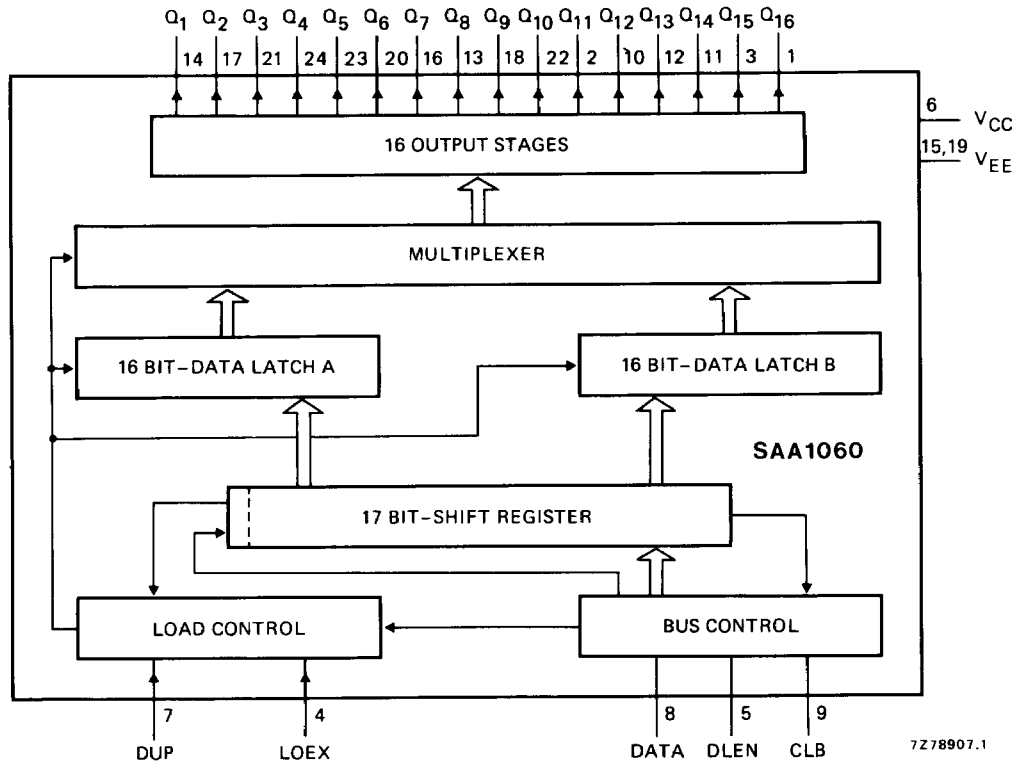 Q1 Q2 Q3 Q4 Q5 Q6 Q7 Q8 Q9 Q10 Q11 Q12 Q13 Q14 Q15 Q16
14 17 21 24 23 20 16 13 18 22 2 10 12 11 3 1
6 VCC
15,19 VEE
16 OUTPUT STAGES
MULTIPLEXER
16 BIT-DATA LATCH A
16 BIT-DATA LATCH B
SAA1060
17 BIT-SHIFT REGISTER
LOAD CONTROL
BUS CONTROL
7 4 8 5 9
DUP LOEX DATA DLEN CLB
7Z78907.1